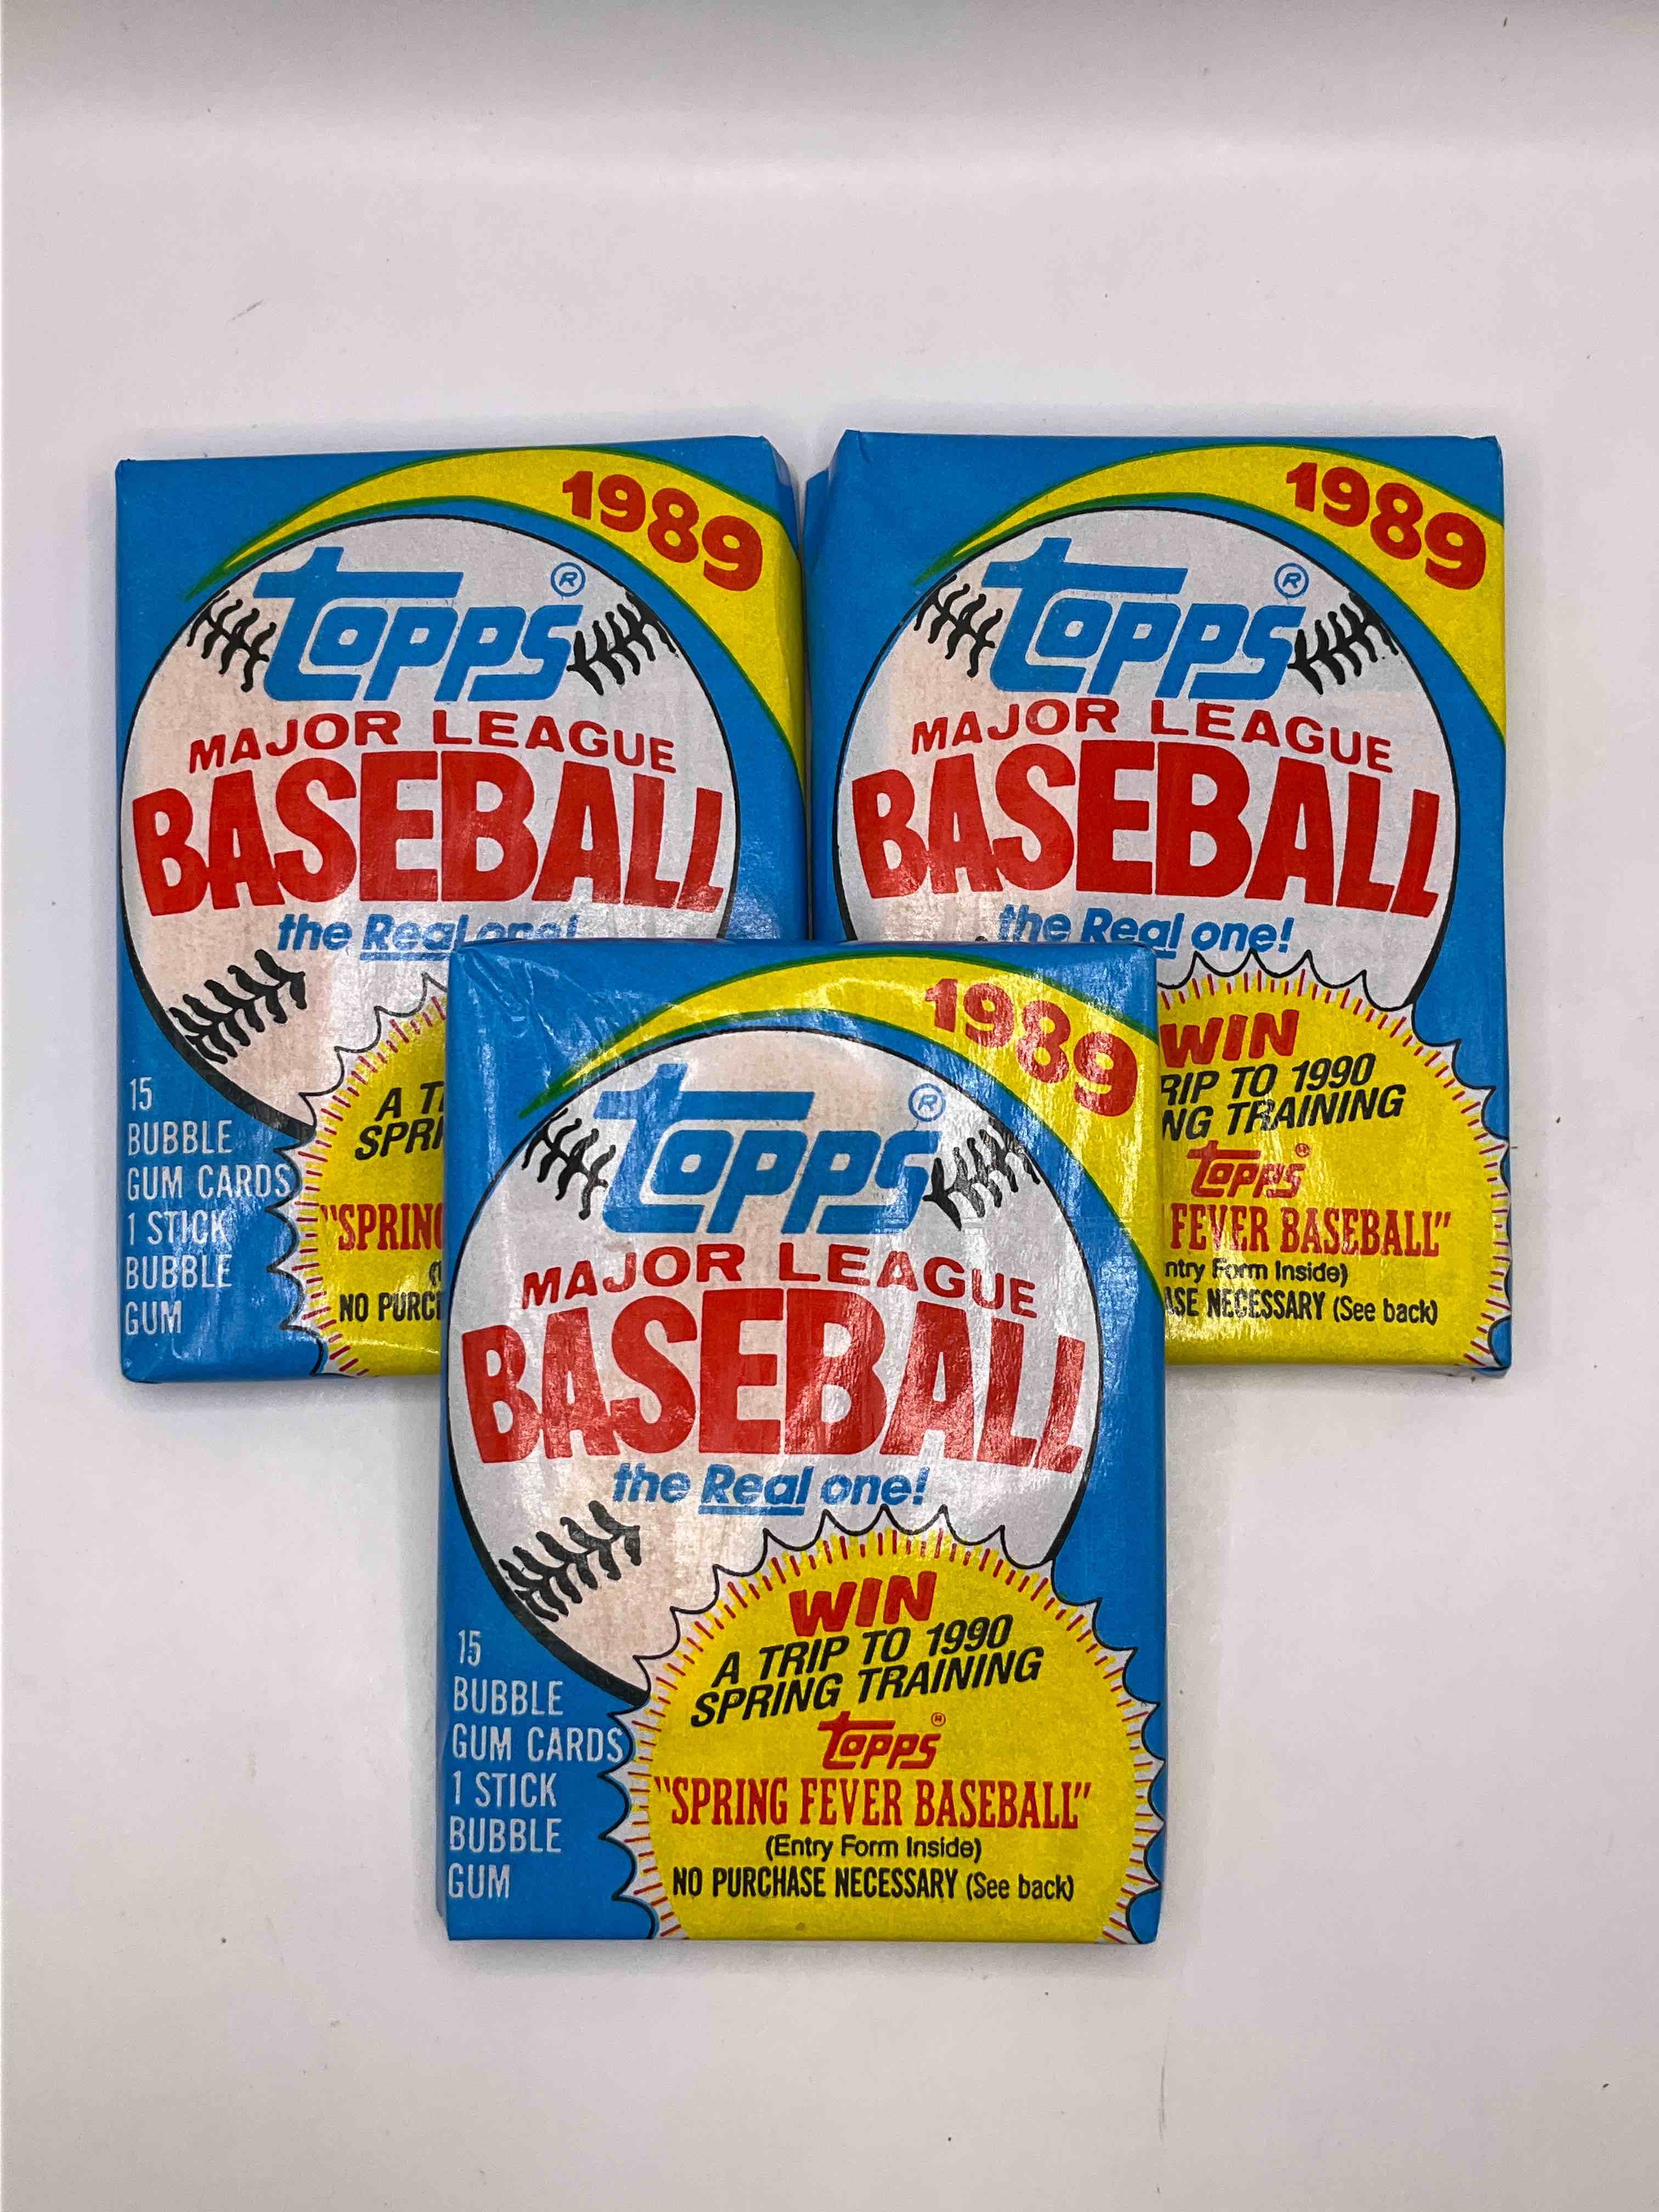 1989
topps®
MAJOR LEAGUE
BASEBALL
the Real one!
15
BUBBLE
GUM CARDS
1 STICK
BUBBLE
GUM
A T
SPRI
"SPRIN
NO PURC
1989
topps®
MAJOR LEAGUE
BASEBALL
the Real one!
WIN
RIP TO 1990
NG TRAINING
topps®
FEVER BASEBALL"
ntry Form Inside)
ASE NECESSARY (See back)
1989
topps®
MAJOR LEAGUE
BASEBALL
the Real one!
15
BUBBLE
GUM CARDS
1 STICK
BUBBLE
GUM
WIN
A TRIP TO 1990
SPRING TRAINING
topps®
"SPRING FEVER BASEBALL"
(Entry Form Inside)
NO PURCHASE NECESSARY (See back)